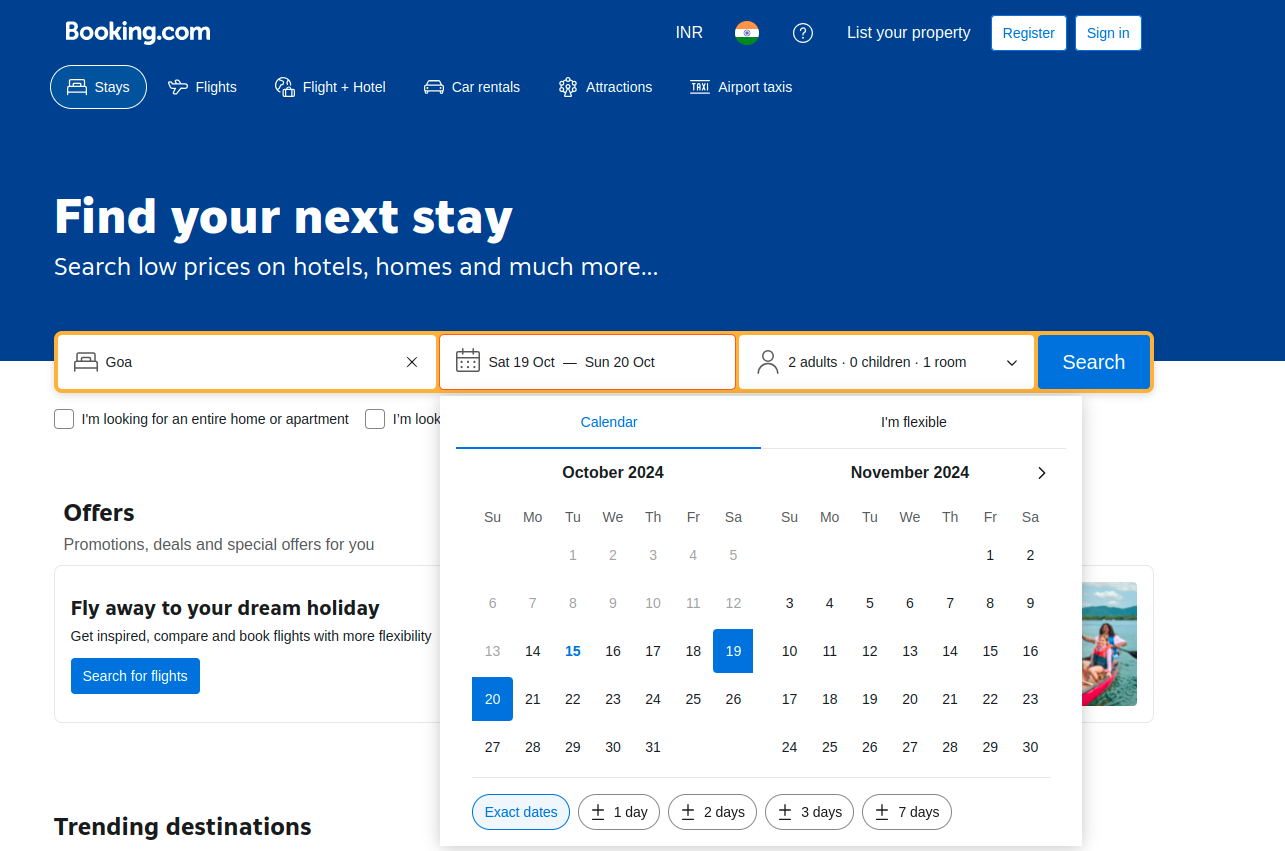 Booking.com
INR
List your property
Register
Sign in
Stays
Flights
Flight + Hotel
Car rentals
Attractions
TAXI
Airport taxis
Find your next stay
Search low prices on hotels, homes and much more...
Goa
Sat 19 Oct — Sun 20 Oct
2 adults · 0 children · 1 room
Search
I'm looking for an entire home or apartment
I'm look
Calendar
I'm flexible
October 2024
November 2024
Su Mo Tu We Th Fr Sa
1 2 3 4 5
6 7 8 9 10 11 12
13 14 15 16 17 18 19
20 21 22 23 24 25 26
27 28 29 30 31
Su Mo Tu We Th Fr Sa
1 2
3 4 5 6 7 8 9
10 11 12 13 14 15 16
17 18 19 20 21 22 23
24 25 26 27 28 29 30
Exact dates
± 1 day
± 2 days
± 3 days
± 7 days
Offers
Promotions, deals and special offers for you
Fly away to your dream holiday
Get inspired, compare and book flights with more flexibility
Search for flights
Trending destinations